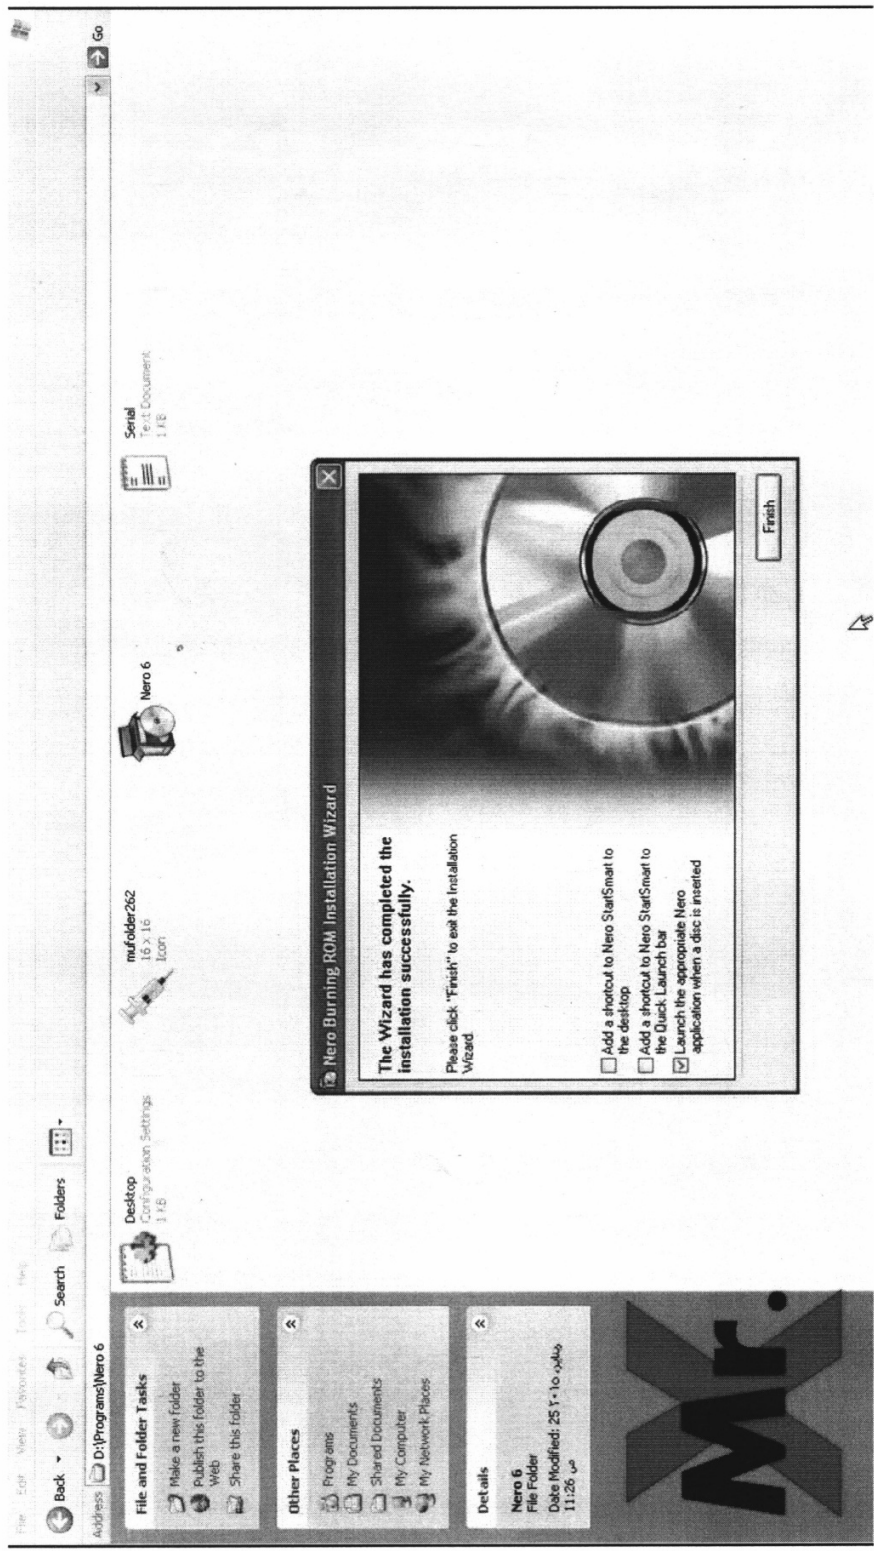 File Edit View Favorites Tools Help
Back Search Folders
Address D:\Programs\Nero 6 Go
File and Folder Tasks
Make a new folder
Publish this folder to the
Web
Share this folder
Other Places
Programs
My Documents
Shared Documents
My Computer
My Network Places
Details
Nero 6
File Folder
Date Modified: 25 يناير، ٢٠١٥
11:26 ص
Mr.
X
Desktop
Configuration Settings
1 KB
mufolder262
16 x 16
Icon
Nero 6
Serial
Text Document
1 KB
Nero Burning ROM Installation Wizard
The Wizard has completed the
installation successfully.
Please click "Finish" to exit the Installation
Wizard.
Add a shortcut to Nero StartSmart to
the desktop
Add a shortcut to Nero StartSmart to
the Quick Launch bar
Launch the appropriate Nero
application when a disc is inserted
Finish